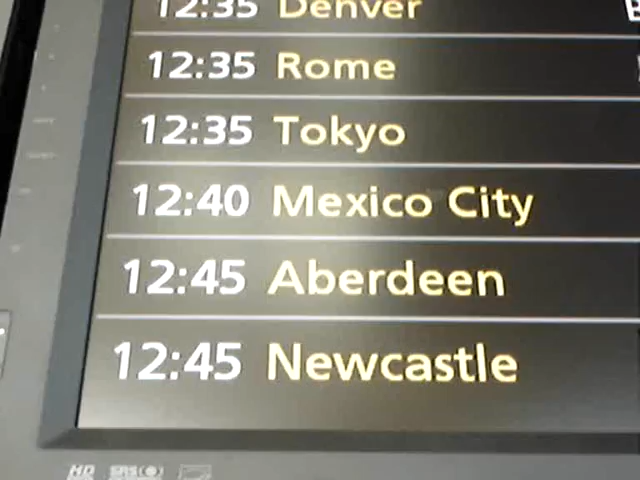 12:35 Denver
12:35 Rome
12:35 Tokyo
12:40 Mexico City
12:45 Aberdeen
12:45 Newcastle
HD SRS